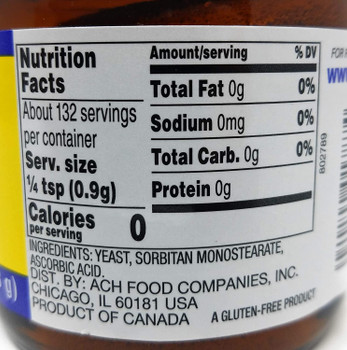 Nutrition
Facts
About 132 servings
per container
Serv. size
¼ tsp (0.9g)
Calories 0
per serving
Amount/serving % DV
Total Fat 0g 0%
Sodium 0mg 0%
Total Carb. 0g 0%
Protein 0g
INGREDIENTS: YEAST, SORBITAN MONOSTEARATE,
ASCORBIC ACID.
DIST. BY: ACH FOOD COMPANIES, INC.
CHICAGO, IL 60181 USA
PRODUCT OF CANADA A GLUTEN-FREE PRODUCT
802789
FOR
WWW
g)